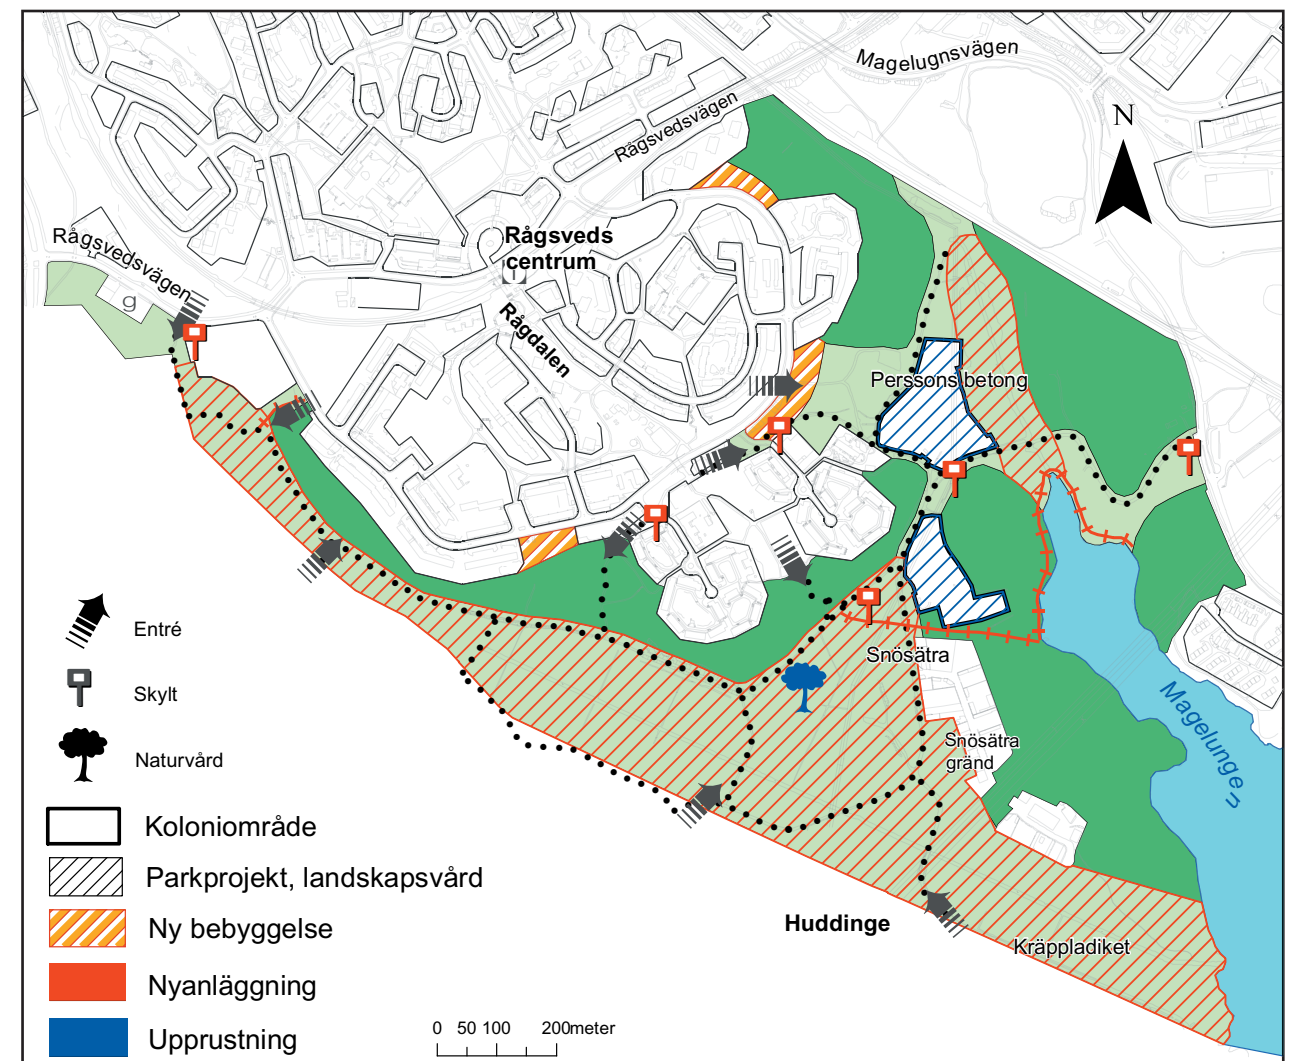 Magelugnsvägen
N
Rågsvedsvägen
Rågsveds
centrum
Rågsvedsvägen
g
Rågdalen
Perssons betong
Entré
Snösätra
Skylt
Magelungen
Snösätra
gränd
Naturvård
Koloniområde
Parkprojekt, landskapsvård
Huddinge
Ny bebyggelse
Kräppladiket
Nyanläggning
0 50 100 200meter
Upprustning